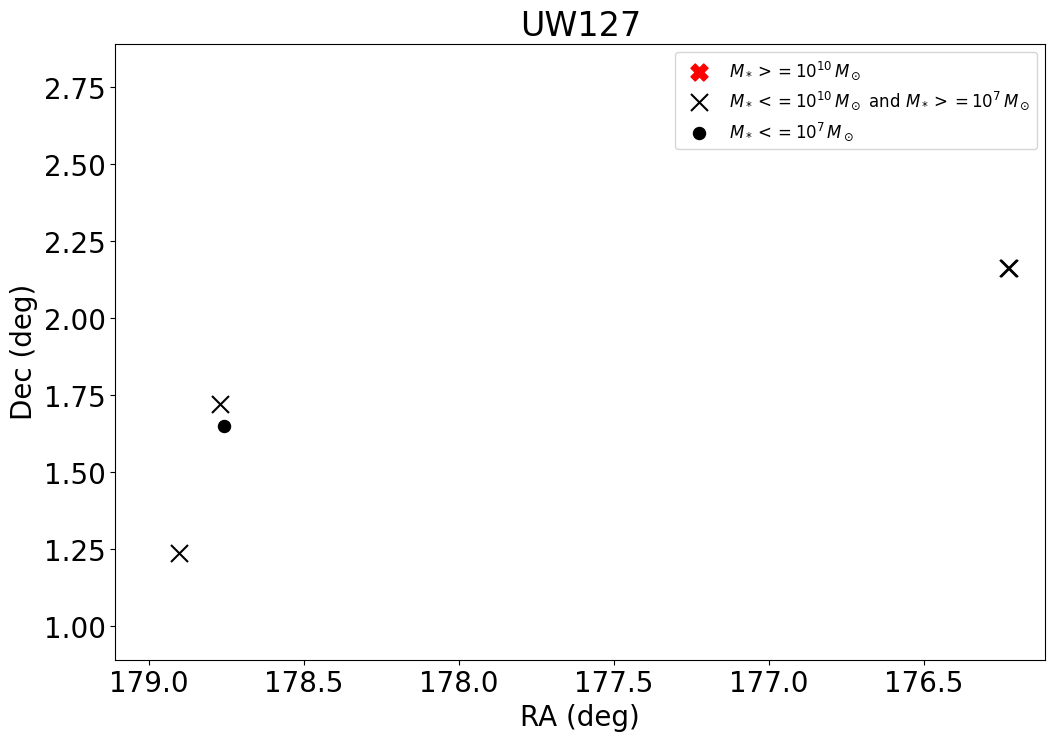 UW127
M* >= 10^10 M⊙
M* <= 10^10 M⊙ and M* >= 10^7 M⊙
M* <= 10^7 M⊙
2.75
2.50
2.25
2.00
1.75
1.50
1.25
1.00
Dec (deg)
179.0 178.5 178.0 177.5 177.0 176.5
RA (deg)